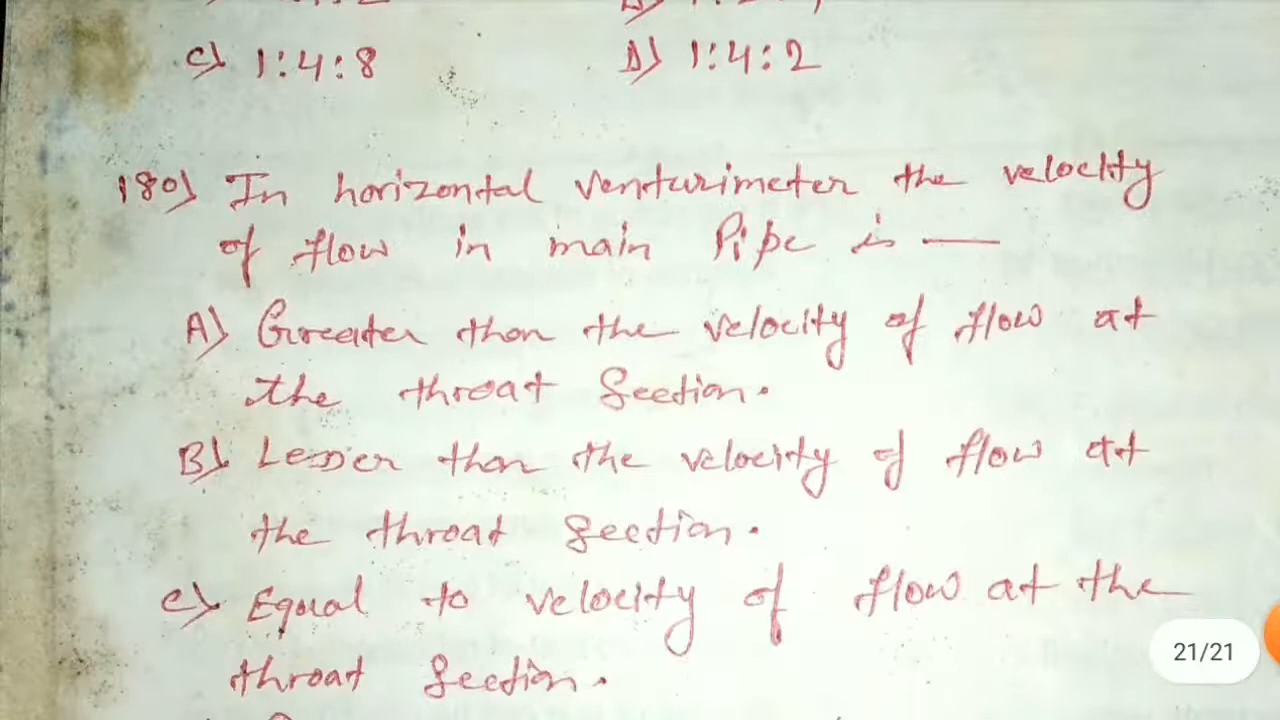 C) 1:4:8 D) 1:4:2
180) In horizontal venturimeter the velocity
of flow in main Pipe is —
A) Greater than the velocity of flow at
the throat Section.
B) Lesser than the velocity of flow at
the throat Section.
C) Equal to velocity of flow at the
throat Section.
21/21